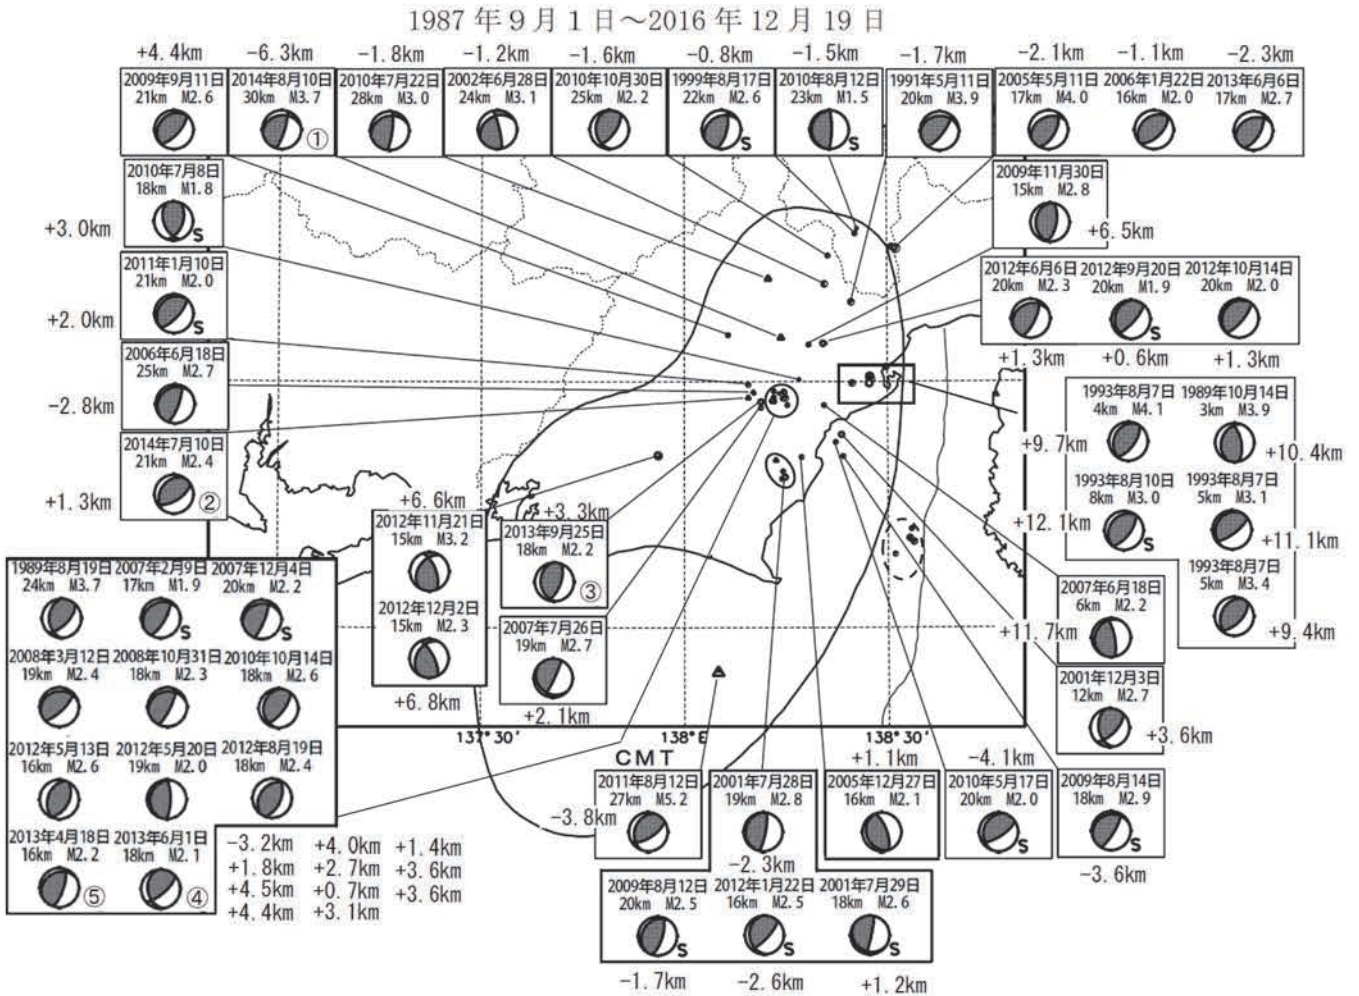 1987年9月1日～2016年12月19日
+4.4km -6.3km -1.8km -1.2km -1.6km -0.8km -1.5km -1.7km -2.1km -1.1km -2.3km
2009年9月11日 2014年8月10日 2010年7月22日 2002年6月28日 2010年10月30日 1999年8月17日 2010年8月12日 1991年5月11日 2005年5月11日 2006年1月22日 2013年6月6日
21km M2.6 30km M3.7 28km M3.0 24km M3.1 25km M2.2 22km M2.6 23km M1.5 20km M3.9 17km M4.0 16km M2.0 17km M2.7
① S S
2010年7月8日
18km M1.8
S
+3.0km
2009年11月30日
15km M2.8
+6.5km
2011年1月10日
21km M2.0
S
+2.0km
2012年6月6日 2012年9月20日 2012年10月14日
20km M2.3 20km M1.9 20km M2.0
S
+1.3km +0.6km +1.3km
2006年6月18日
25km M2.7
-2.8km
2014年7月10日
21km M2.4
②
+1.3km
1993年8月7日 1989年10月14日
4km M4.1 3km M3.9
+9.7km +10.4km
1993年8月10日 1993年8月7日
8km M3.0 5km M3.1
S
+12.1km +11.1km
1993年8月7日
5km M3.4
+9.4km
+6.6km
2012年11月21日
15km M3.2
2012年12月2日
15km M2.3
+6.8km
+3.3km
2013年9月25日
18km M2.2
③
2007年7月26日
19km M2.7
+2.1km
2007年6月18日
6km M2.2
+11.7km
2001年12月3日
12km M2.7
+3.6km
1989年8月19日 2007年2月9日 2007年12月4日
24km M3.7 17km M1.9 20km M2.2
S S
2008年3月12日 2008年10月31日 2010年10月14日
19km M2.4 18km M2.3 18km M2.6
2012年5月13日 2012年5月20日 2012年8月19日
16km M2.6 19km M2.0 18km M2.4
2013年4月18日 2013年6月1日
16km M2.2 18km M2.1
⑤ ④
-3.2km +4.0km +1.4km
+1.8km +2.7km +3.6km
+4.5km +0.7km +3.6km
+4.4km +3.1km
137°30' 138°E 138°30'
CMT
2011年8月12日
27km M5.2
-3.8km
2001年7月28日
19km M2.8
-2.3km
+1.1km
2005年12月27日
16km M2.1
-4.1km
2010年5月17日
20km M2.0
S
2009年8月14日
18km M2.9
S
-3.6km
2009年8月12日 2012年1月22日 2001年7月29日
20km M2.5 16km M2.5 18km M2.6
S S S
-1.7km -2.6km +1.2km